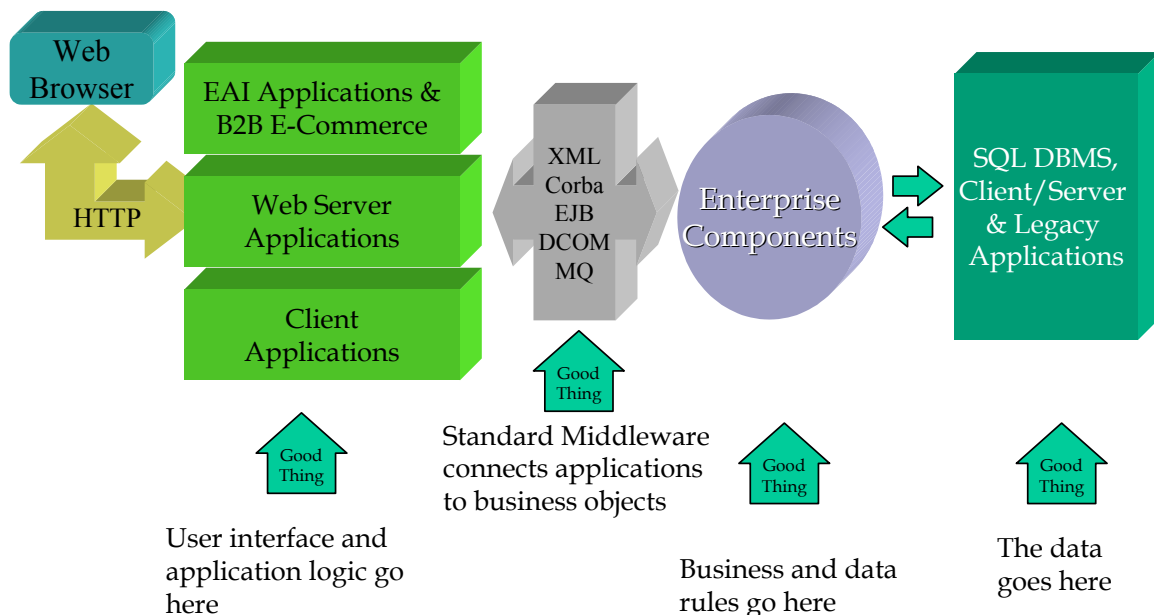 Web
Browser
HTTP
EAI Applications &
B2B E-Commerce
Web Server
Applications
Client
Applications
XML
Corba
EJB
DCOM
MQ
Enterprise
Components
SQL DBMS,
Client/Server
& Legacy
Applications
Good
Thing
User interface and
application logic go
here
Good
Thing
Standard Middleware
connects applications
to business objects
Good
Thing
Business and data
rules go here
Good
Thing
The data
goes here